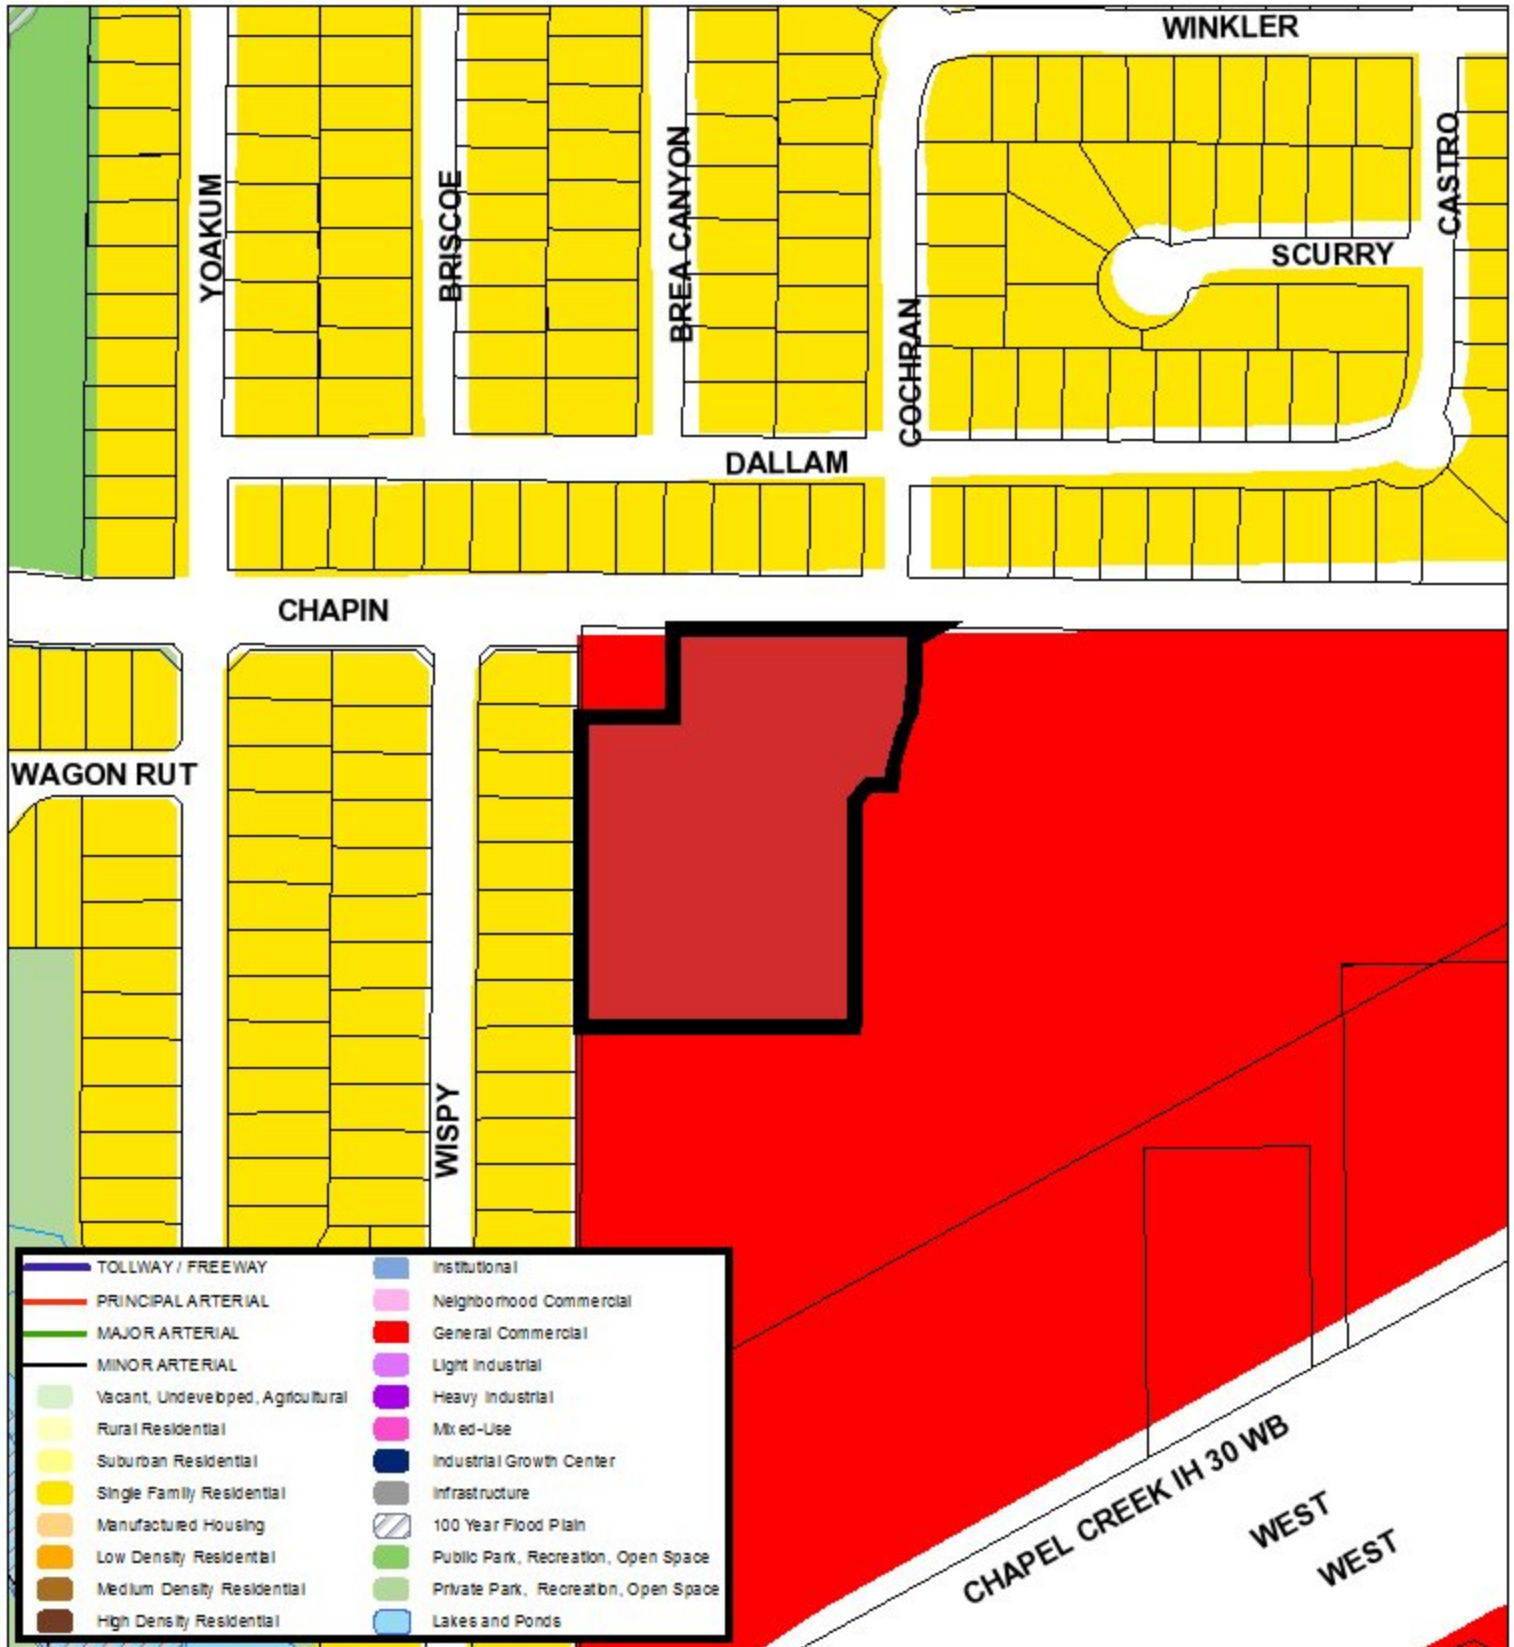 WINKLER
YOAKUM
BRISCOE
BREA CANYON
CASTRO
SCURRY
COCHRAN
DALLAM
CHAPIN
WAGON RUT
WISPY
TOLLWAY / FREEWAY
PRINCIPAL ARTERIAL
MAJOR ARTERIAL
MINOR ARTERIAL
Vacant, Undeveloped, Agricultural
Rural Residential
Suburban Residential
Single Family Residential
Manufactured Housing
Low Density Residential
Medium Density Residential
High Density Residential
Institutional
Neighborhood Commercial
General Commercial
Light Industrial
Heavy Industrial
Mixed-Use
Industrial Growth Center
Infrastructure
100 Year Flood Plain
Public Park, Recreation, Open Space
Private Park, Recreation, Open Space
Lakes and Ponds
CHAPEL CREEK IH 30 WB
WEST
WEST